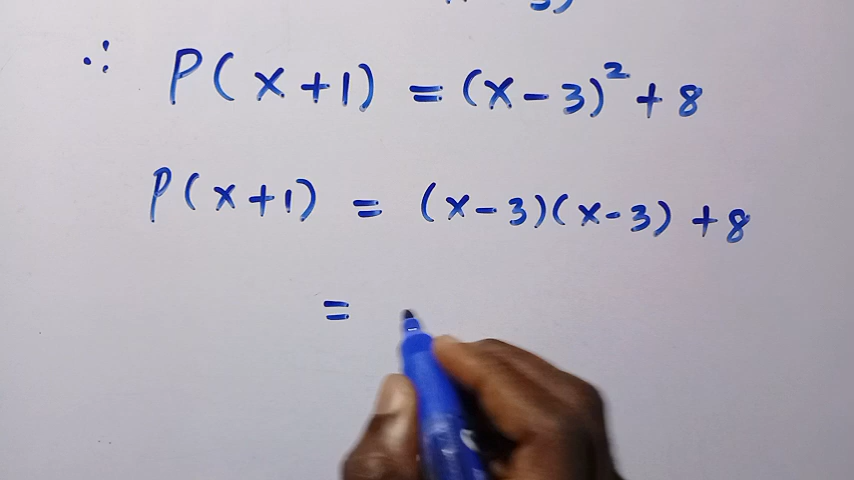 ∴ P(x+1) = (x-3)² + 8
P(x+1) = (x-3)(x-3) + 8
=